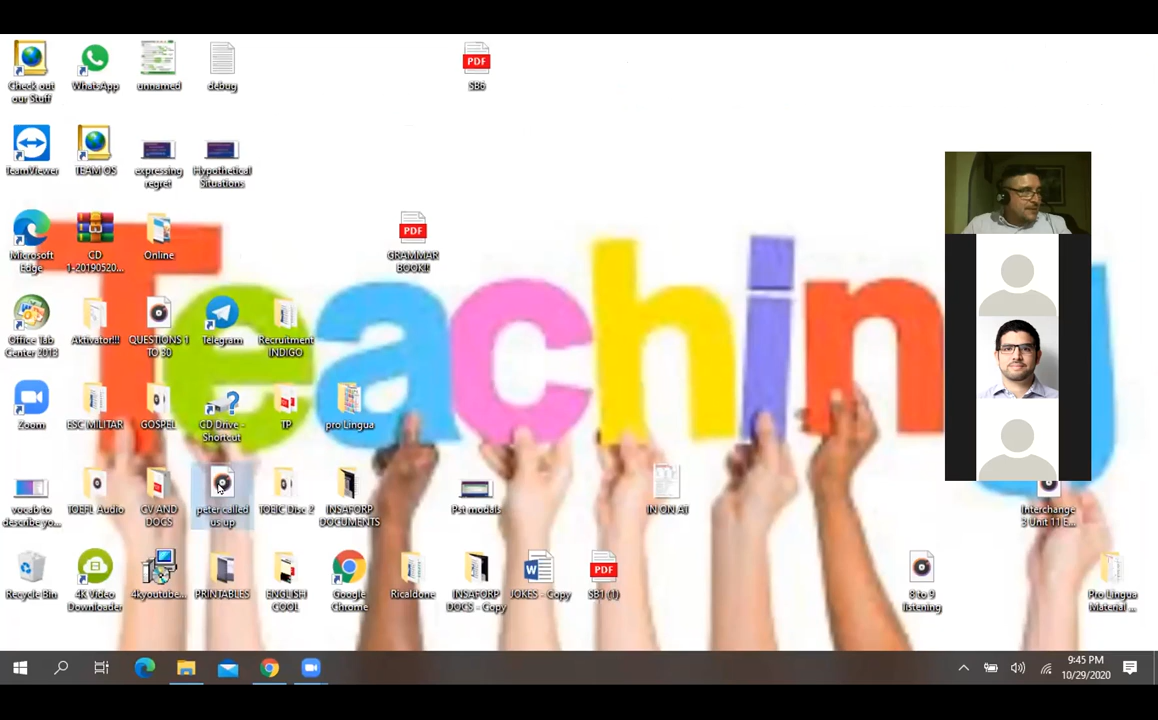 PDF
Check out
our Stuff
WhatsApp
unnamed
debug
SB6
TeamViewer
TEAM OS
expressing
regret
Hypothetical
Situations
PDF
Microsoft
Edge
CD
1-20190520...
Online
GRAMMAR
BOOK!!
Teaching
Office Tab
Center 2013
Aktivator!!!
QUESTIONS 1
TO 30
Telegram
Recruitment
INDIGO
Zoom
ESC MILITAR
GOSPEL
CD Drive -
Shortcut
TP
pro Lingua
vocab to
describe yo...
TOEFL Audio
CV AND
DOCS
peter called
us up
TOEIC Disc 2
INSAFORP
DOCUMENTS
Pst modals
IN ON AT
Interchange
3 Unit 11 E...
PDF
Recycle Bin
4K Video
Downloader
4kyoutube...
PRINTABLES
ENGLISH
COOL
Google
Chrome
Ricaldone
INSAFORP
DOCS - Copy
JOKES - Copy
SB1 (1)
8 to 9
listening
Pro Lingua
Material ...
9:45 PM
10/29/2020